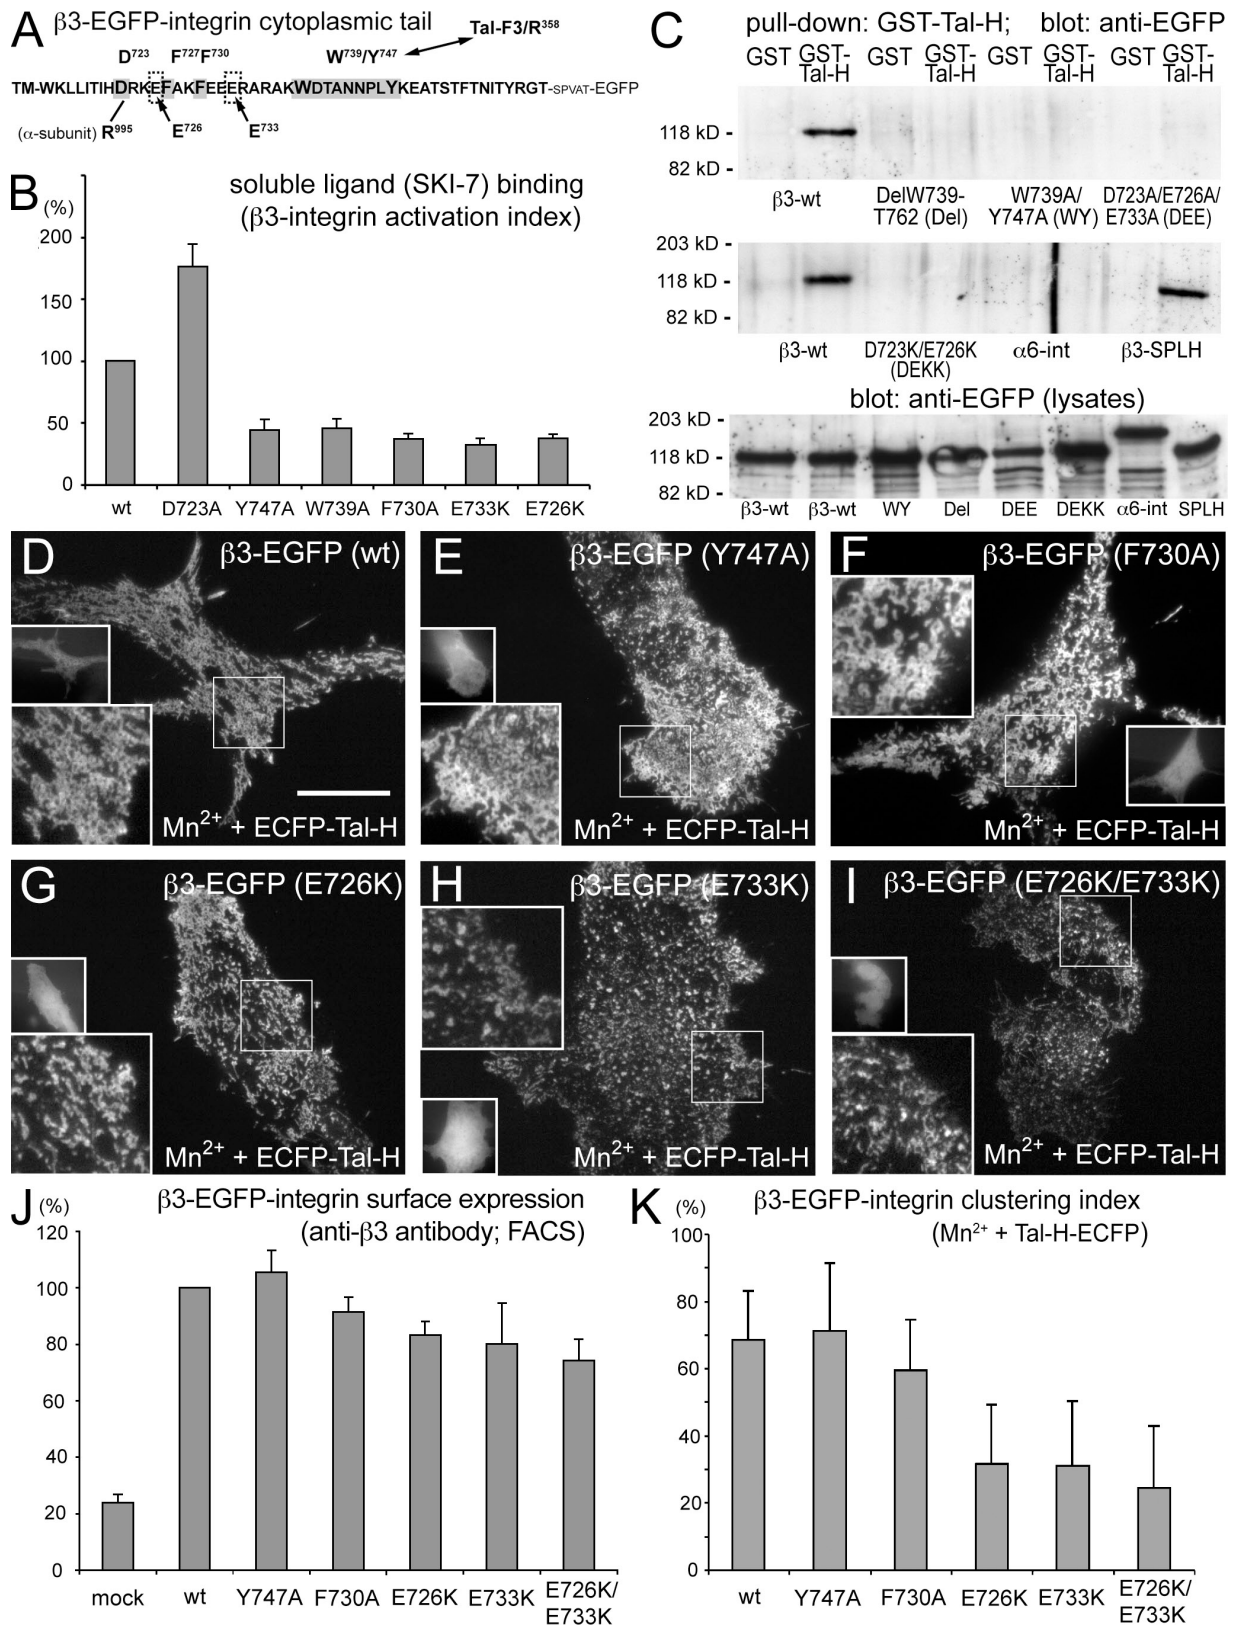 A β3-EGFP-integrin cytoplasmic tail
D723 F727F730 W739/Y747 Tal-F3/R358
TM-WKLLITIHDRKEFAKFEEERARAKWDTANNPLYKEATSTFTNITYRGT-SPVAT-EGFP
(α-subunit) R995 E726 E733
B (%) soluble ligand (SKI-7) binding
(β3-integrin activation index)
200
150
100
50
0
wt D723A Y747A W739A F730A E733K E726K
C pull-down: GST-Tal-H; blot: anti-EGFP
GST GST-Tal-H GST GST-Tal-H GST GST-Tal-H GST GST-Tal-H
118 kD -
82 kD -
β3-wt DelW739- W739A/ D723A/E726A/
T762 (Del) Y747A (WY) E733A (DEE)
203 kD -
118 kD -
82 kD -
β3-wt D723K/E726K α6-int β3-SPLH
(DEKK)
blot: anti-EGFP (lysates)
203 kD -
118 kD -
82 kD -
β3-wt β3-wt WY Del DEE DEKK α6-int SPLH
D β3-EGFP (wt)
Mn2+ + ECFP-Tal-H
E β3-EGFP (Y747A)
Mn2+ + ECFP-Tal-H
F β3-EGFP (F730A)
Mn2+ + ECFP-Tal-H
G β3-EGFP (E726K)
Mn2+ + ECFP-Tal-H
H β3-EGFP (E733K)
Mn2+ + ECFP-Tal-H
I β3-EGFP (E726K/E733K)
Mn2+ + ECFP-Tal-H
J (%) β3-EGFP-integrin surface expression
(anti-β3 antibody; FACS)
120
100
80
60
40
20
0
mock wt Y747A F730A E726K E733K E726K/
E733K
K (%) β3-EGFP-integrin clustering index
(Mn2+ + Tal-H-ECFP)
100
80
60
40
20
0
wt Y747A F730A E726K E733K E726K/
E733K